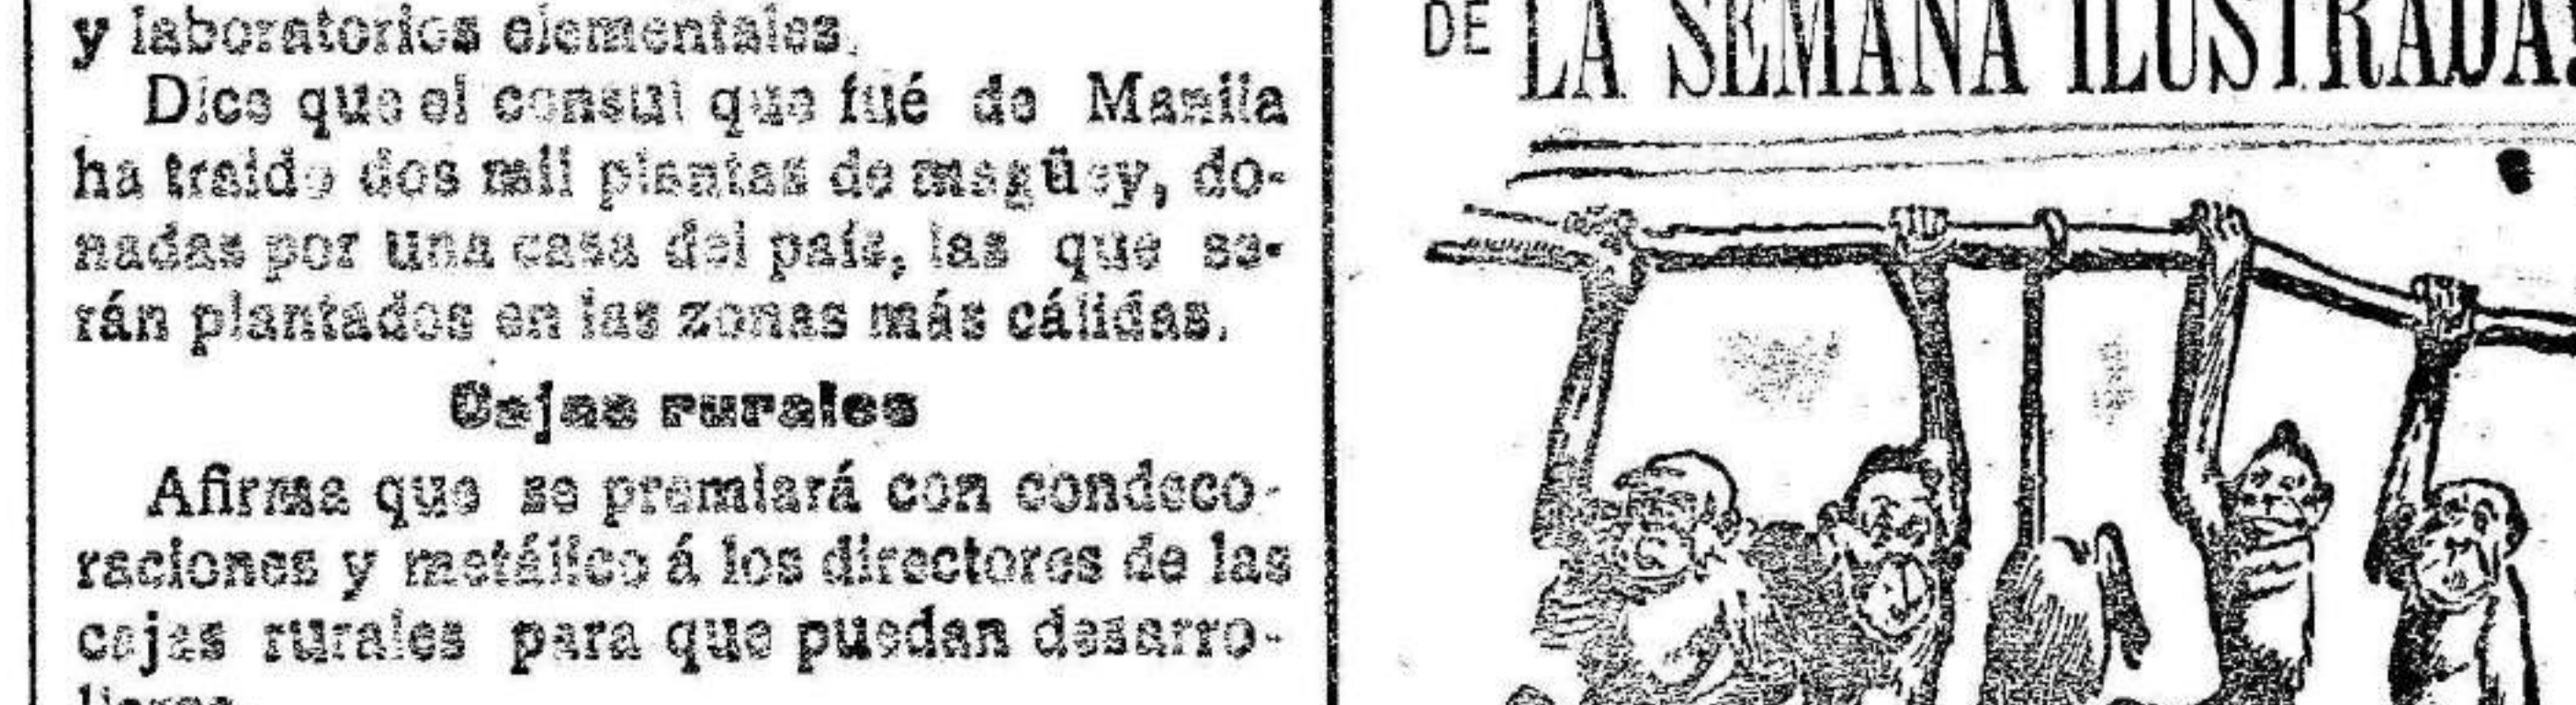 y laboratorios elementales.
Dice que el consul que fué de Manila
ha traido dos mil plantas de magüey, do-
nadas por una casa del país, las que se-
rán plantados en las zonas más cálidas.
Cajas rurales
Afirma que se premiará con condeco-
raciones y metálico á los directores de las
cajas rurales para que puedan desarro-
llarse.
DE LA SEMANA ILUSTRADA